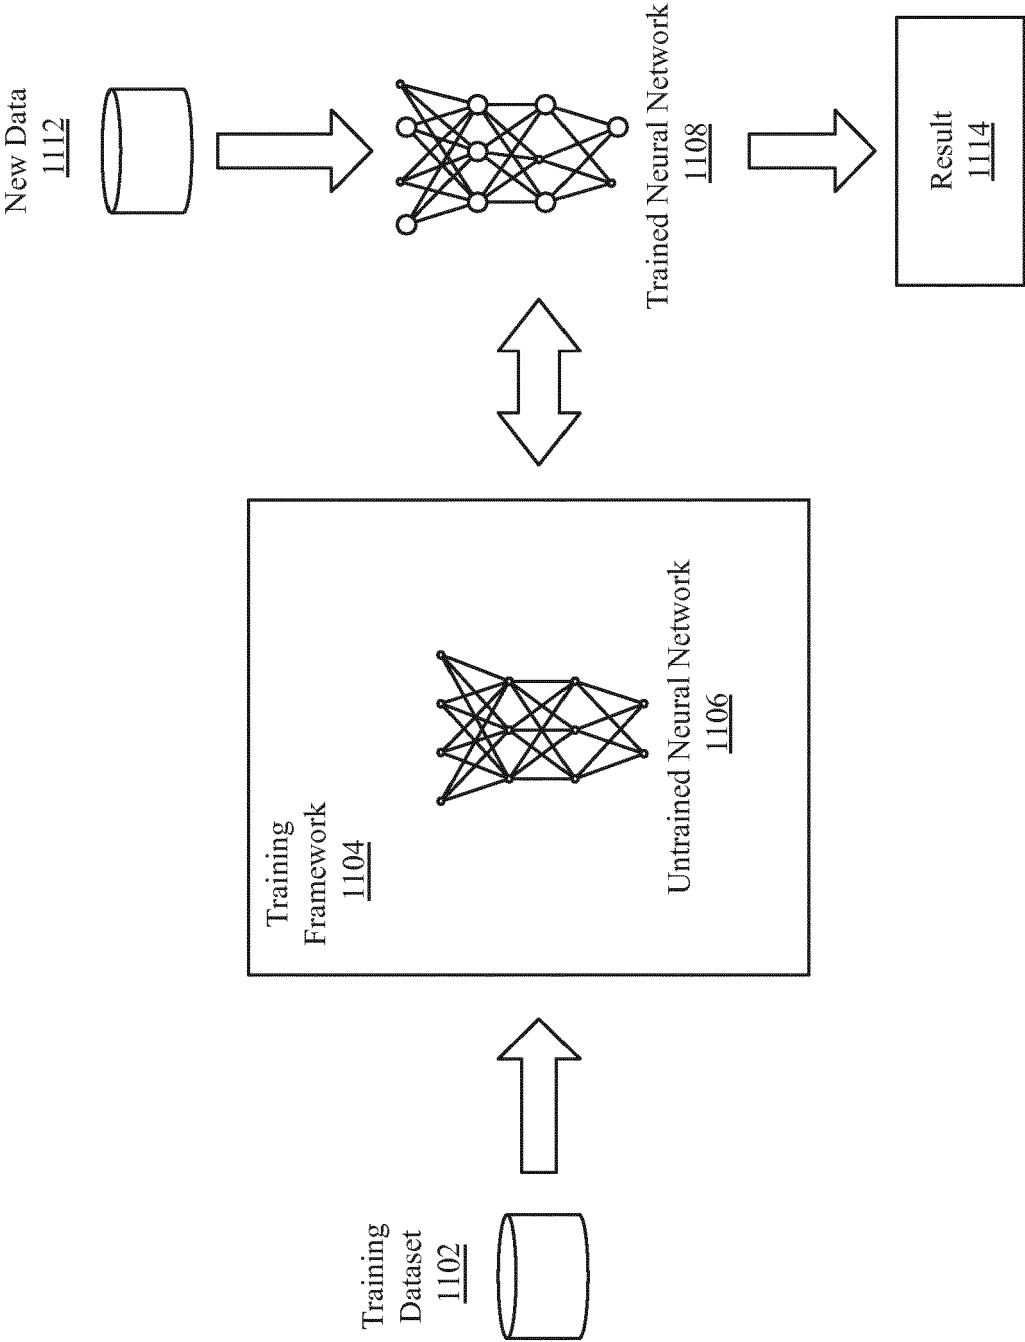 Training
Dataset
1102
Training
Framework
1104
Untrained Neural Network
1106
New Data
1112
Trained Neural Network
1108
Result
1114